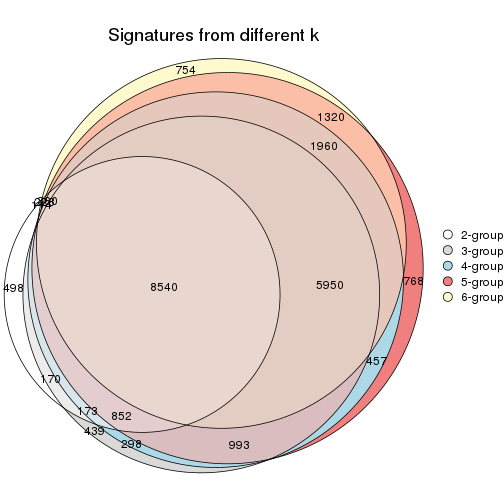 Signatures from different k
754
1320
1960
498
8540
5950
768
457
170
173
852
439
298
993
2-group
3-group
4-group
5-group
6-group